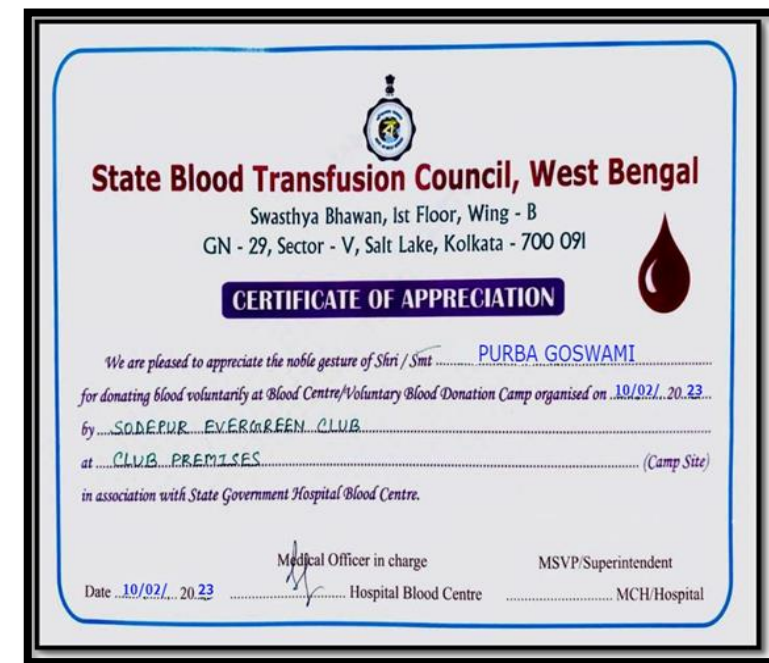 State Blood Transfusion Council, West Bengal
Swasthya Bhawan, Ist Floor, Wing - B
GN - 29, Sector - V, Salt Lake, Kolkata - 700 091
CERTIFICATE OF APPRECIATION
We are pleased to appreciate the noble gesture of Shri / Smt ........ PURBA GOSWAMI ........
for donating blood voluntarily at Blood Centre/Voluntary Blood Donation Camp organised on ..10/02/.. 20..23..
by ....SODEPUR EVERGREEN CLUB........
at ....CLUB PREMISES........ (Camp Site)
in association with State Government Hospital Blood Centre.
Medical Officer in charge MSVP/Superintendent
Date ..10/02/.. 20.23 ........ Hospital Blood Centre ........ MCH/Hospital